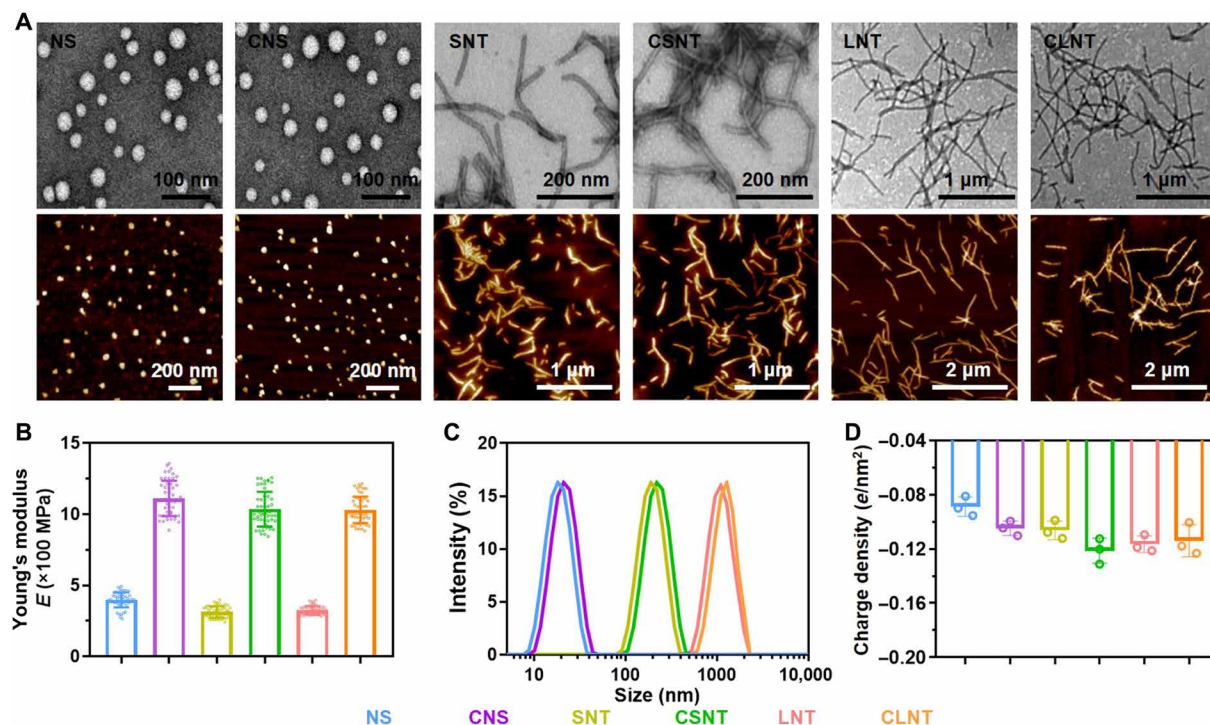 A
NS
CNS
SNT
CSNT
LNT
CLNT
100 nm
100 nm
200 nm
200 nm
1 µm
1 µm
200 nm
200 nm
1 µm
1 µm
2 µm
2 µm
B
Young's modulus
E (×100 MPa)
15
10
5
0
C
Intensity (%)
20
15
10
5
0
10
100
1000
10,000
Size (nm)
D
Charge density (e/nm²)
−0.04
−0.08
−0.12
−0.16
−0.20
NS
CNS
SNT
CSNT
LNT
CLNT